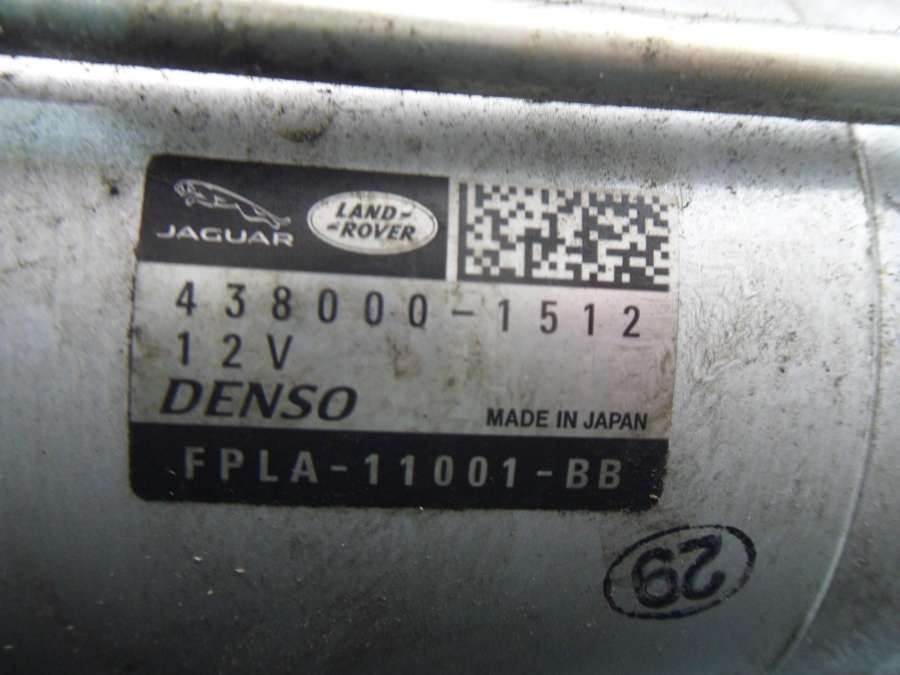 JAGUAR
LAND-
-ROVER
438000-1512
12V
DENSO
MADE IN JAPAN
FPLA-11001-BB
29